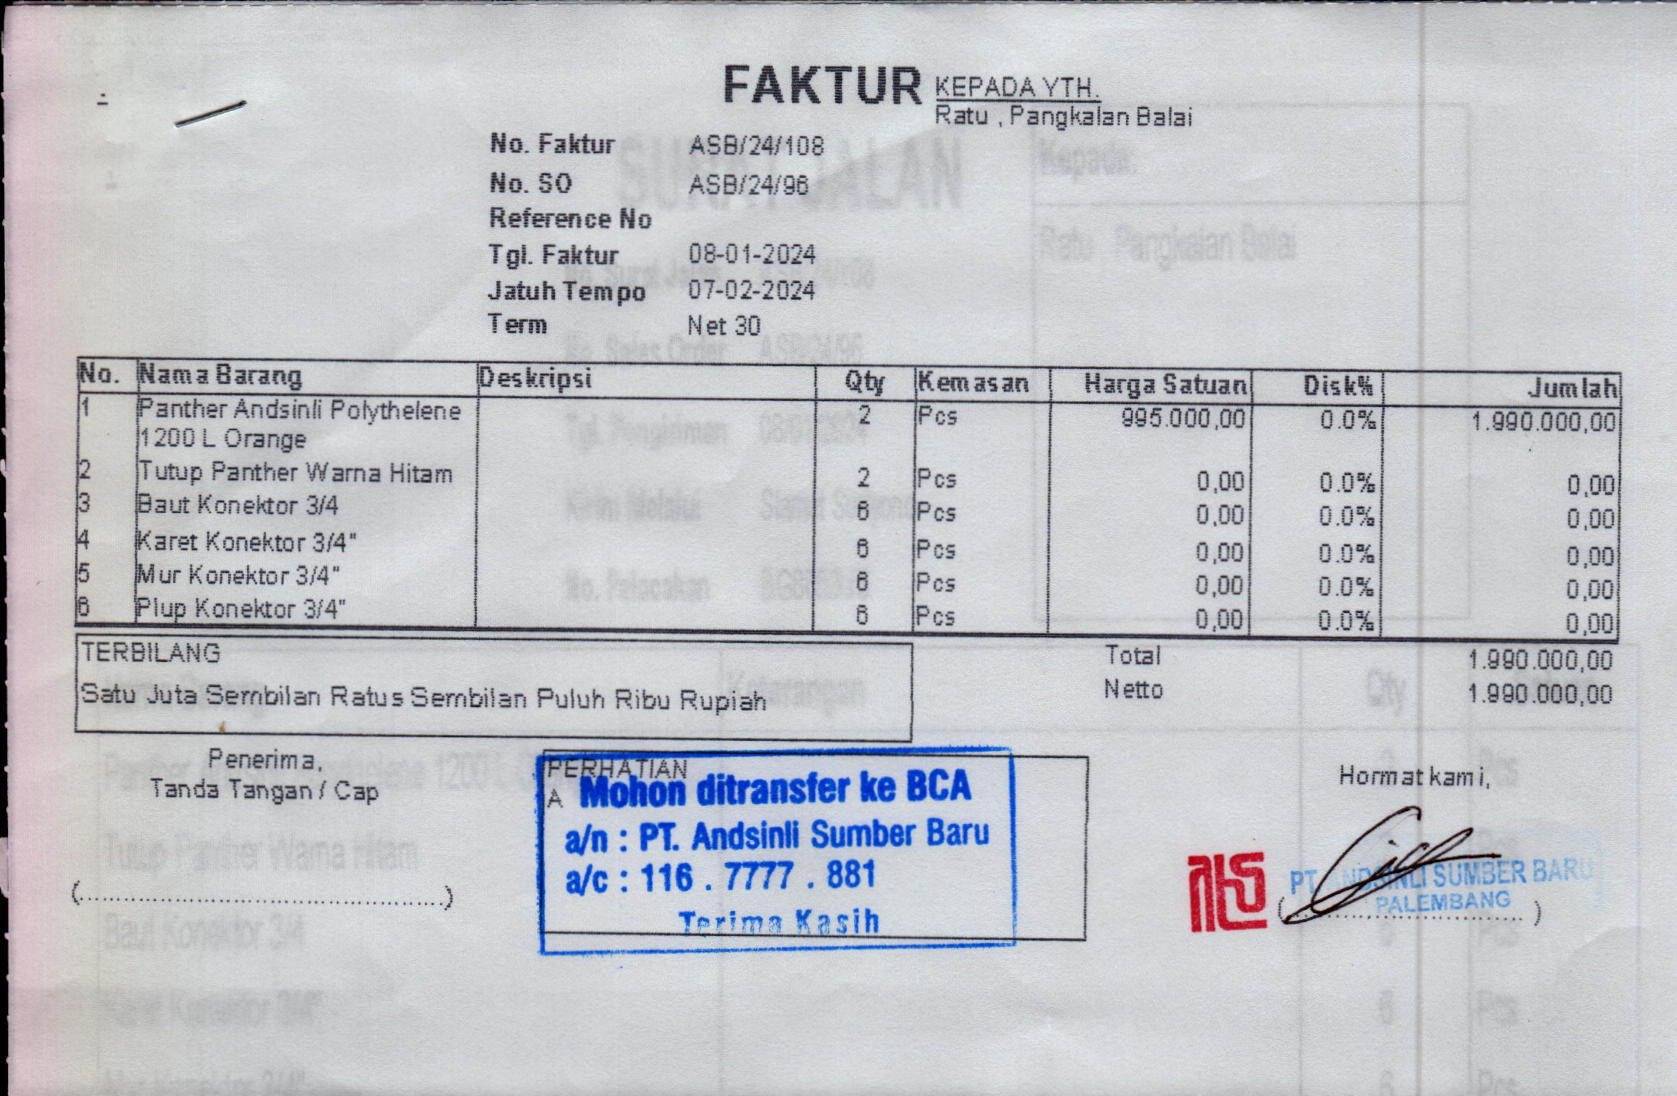 FAKTUR
KEPADA YTH.
Ratu , Pangkalan Balai
No. Faktur ASB/24/108
No. SO ASB/24/96
Reference No
Tgl. Faktur 08-01-2024
Jatuh Tempo 07-02-2024
Term Net 30
No. Nama Barang Deskripsi Qty Kemasan Harga Satuan Disk% Jumlah
1 Panther Andsinli Polythelene 2 Pcs 995.000,00 0.0% 1.990.000,00
1200 L Orange
2 Tutup Panther Warna Hitam 2 Pcs 0,00 0.0% 0,00
3 Baut Konektor 3/4 6 Pcs 0,00 0.0% 0,00
4 Karet Konektor 3/4" 6 Pcs 0,00 0.0% 0,00
5 Mur Konektor 3/4" 6 Pcs 0,00 0.0% 0,00
6 Plup Konektor 3/4" 6 Pcs 0,00 0.0% 0,00
TERBILANG
Satu Juta Sembilan Ratus Sembilan Puluh Ribu Rupiah
Total 1.990.000,00
Netto 1.990.000,00
Penerima,
Tanda Tangan / Cap
(..........................................)
PERHATIAN
A
Mohon ditransfer ke BCA
a/n : PT. Andsinli Sumber Baru
a/c : 116 . 7777 . 881
Terima Kasih
Hormat kami,
PT. ANDSINLI SUMBER BARU
PALEMBANG
(..........................................)